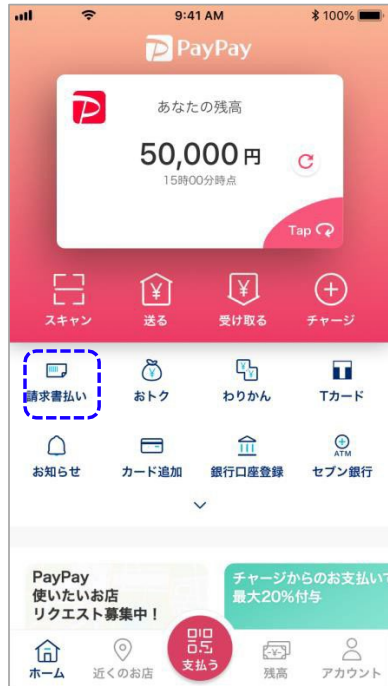 9:41 AM
100%
PayPay
あなたの残高
50,000 円
15時00分時点
Tap
スキャン
送る
受け取る
チャージ
請求書払い
おトク
わりかん
Tカード
お知らせ
カード追加
銀行口座登録
ATM
セブン銀行
PayPay
使いたいお店
リクエスト募集中！
チャージからのお支払いで
最大20%付与
ホーム
近くのお店
支払う
残高
アカウント